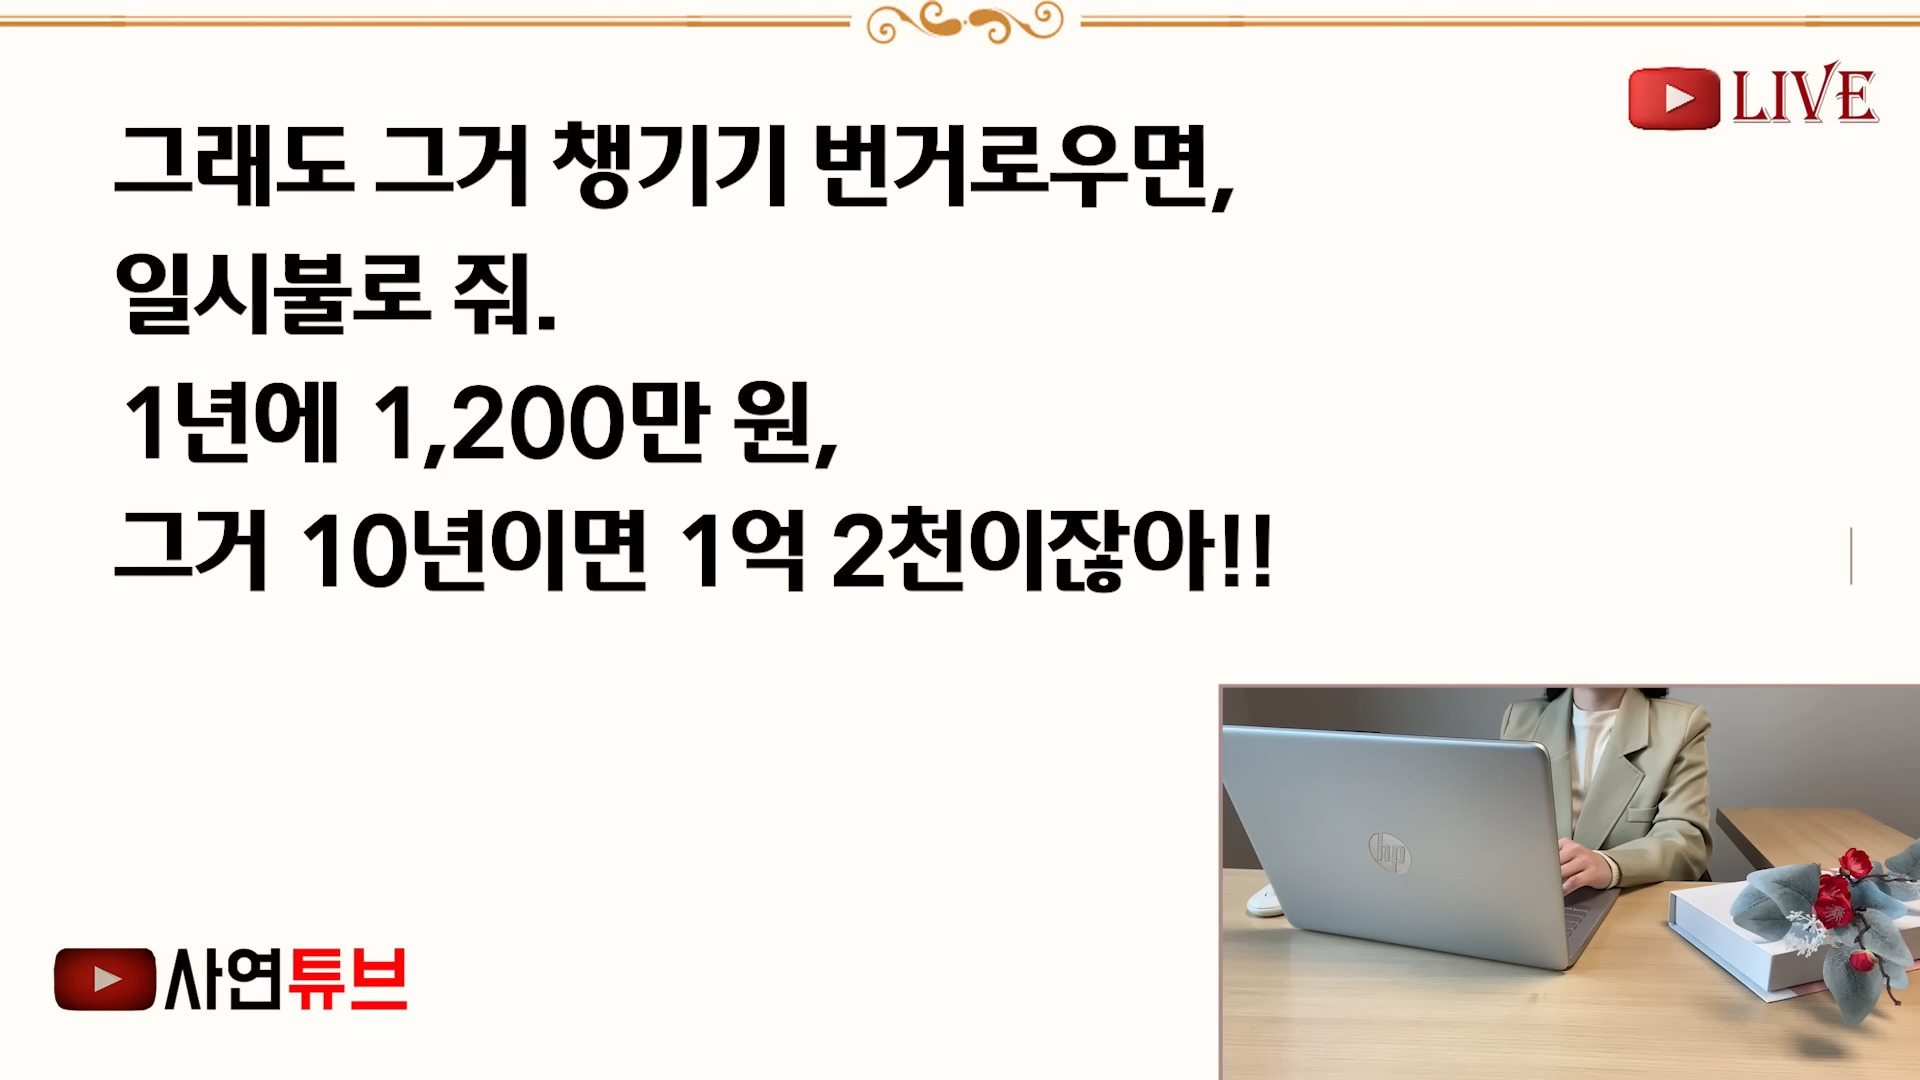 LIVE
그래도 그거 챙기기 번거로우면,
일시불로 줘.
1년에 1,200만 원,
그거 10년이면 1억 2천이잖아!!
hp
사연튜브